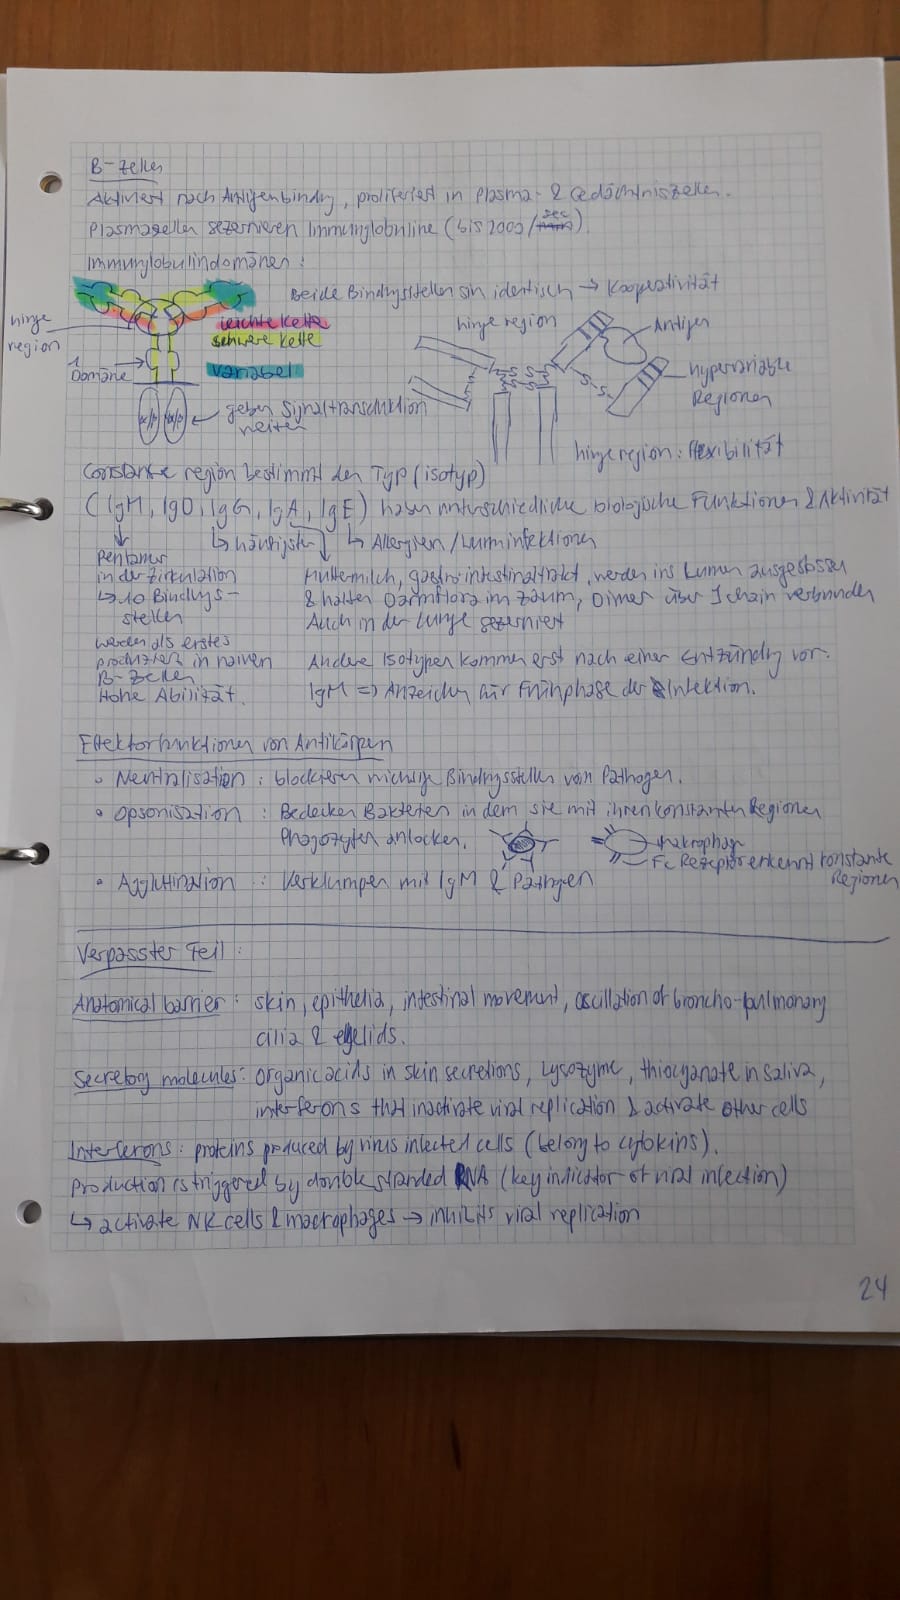 B-Zellen
Aktiviert nach Antigenbindung, proliferiert in Plasma- & Gedächtniszellen.
Plasmazellen sezernieren Immunglobuline (bis 2000/sec)
Immunglobulindomänen:
Beide Bindungsstellen sin identisch → Kooperativität
hinge region
leichte Kette
schwere Kette
variabel
1 Domäne
geben Signaltransduktion weiter
hinge region
Antigen
S S S S S S
hypervariable Regionen
hinge region: Flexibilität
Constante region bestimmt den Typ (isotyp)
(IgM, IgD, IgG, IgA, IgE) haben unterschiedliche biologische Funktionen & Aktivität
↳ häufigsten
↳ Allergien / Wurminfektionen
Pentamer
in der Zirkulation
↳ 10 Bindungs-
stellen
werden als erstes
produziert in naiven
B-Zellen
Hohe Abilität.
Muttermilch, gastrointestinaltrakt, werden ins Lumen ausgestossen
& halten Darmflora im Zaum, Dimer über J chain verbunden
Auch in der Lunge sezerniert
Andere Isotypen kommen erst nach einer Entzündung vor.
IgM => Anzeichen für Frühphase der Infektion.
Effektorfunktionen von Antikörpern
• Neutralisation : blockieren wichtige Bindungsstellen vom Pathogen.
• Opsonisation : Bedecken Bakterien in dem sie mit ihren konstanten Regionen
Phagozyten anlocken.
Makrophag
Fc Rezeptor erkennt konstante
Regionen
• Agglutination : Verklumpen mit IgM & Pathogen
Verpasster Teil:
Anatomical barrier: skin, epithelia, intestinal movement, oscillation of broncho-pulmonary
cilia & eyelids.
Secretory molecules: organic acids in skin secretions, lysozyme, thiocyanate in saliva,
interferons that inactivate viral replication & activate other cells
Interferons: proteins produced by virus infected cells (belong to cytokins).
Production is triggered by double stranded RNA (key indicator of viral infection)
↳ activate NK cells & macrophages → inhibits viral replication
24